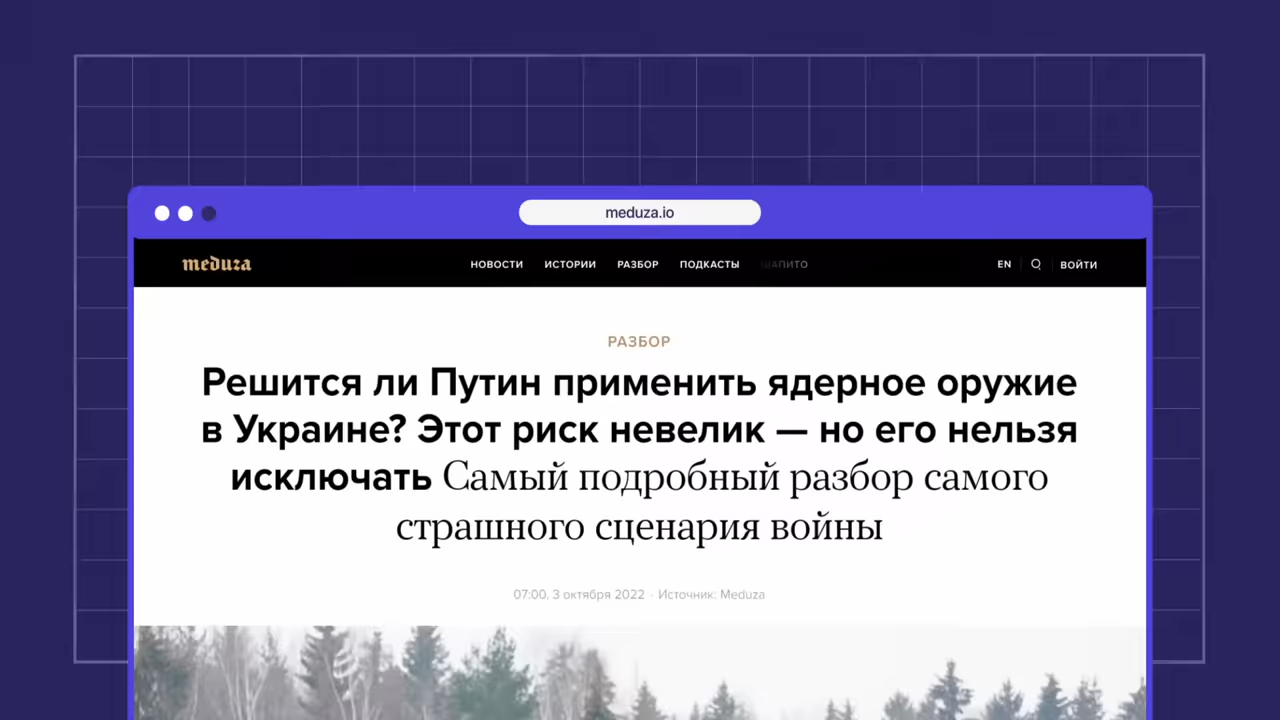 meduza.io
meduza
НОВОСТИ ИСТОРИИ РАЗБОР ПОДКАСТЫ ШАПИТО
EN ВОЙТИ
РАЗБОР
Решится ли Путин применить ядерное оружие
в Украине? Этот риск невелик — но его нельзя
исключать Самый подробный разбор самого
страшного сценария войны
07:00, 3 октября 2022 · Источник: Meduza